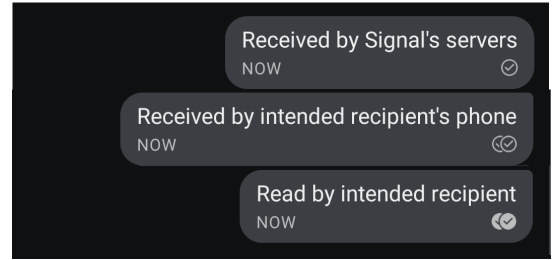 Received by Signal's servers
NOW
Received by intended recipient's phone
NOW
Read by intended recipient
NOW